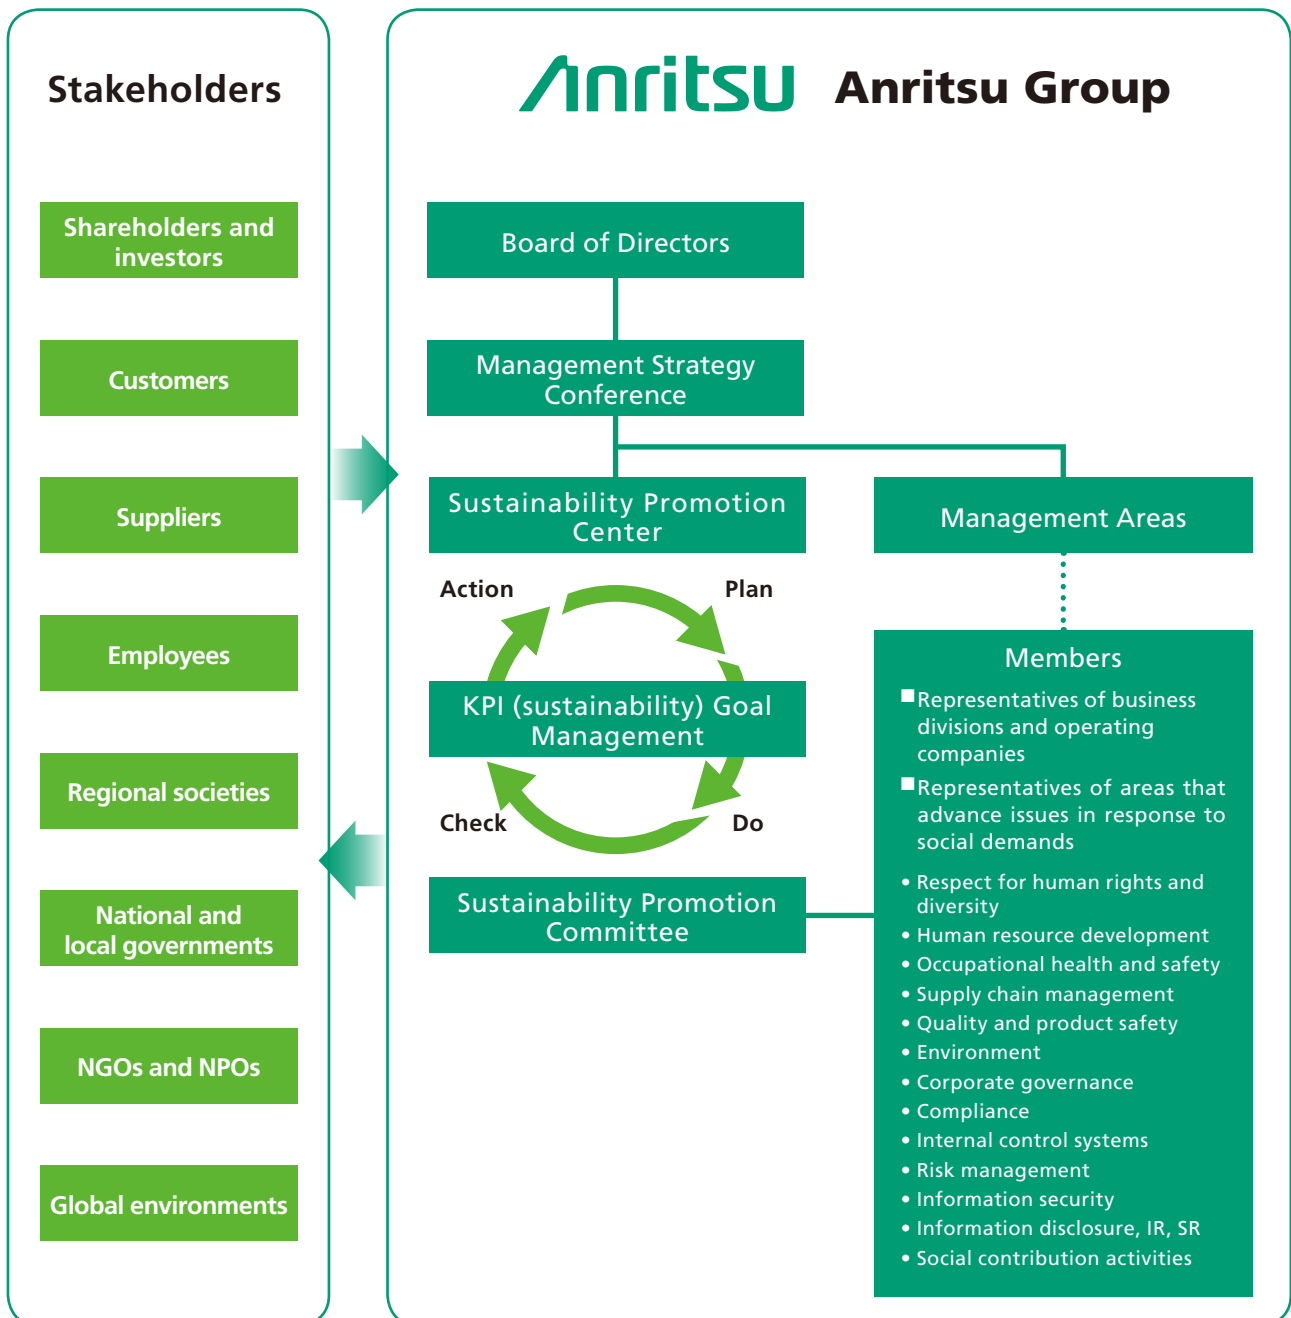 Stakeholders
Shareholders and
investors
Customers
Suppliers
Employees
Regional societies
National and
local governments
NGOs and NPOs
Global environments
Anritsu Anritsu Group
Board of Directors
Management Strategy
Conference
Sustainability Promotion
Center
Management Areas
Action
Plan
KPI (sustainability) Goal
Management
Check
Do
Sustainability Promotion
Committee
Members
■Representatives of business
divisions and operating
companies
■Representatives of areas that
advance issues in response to
social demands
• Respect for human rights and
diversity
• Human resource development
• Occupational health and safety
• Supply chain management
• Quality and product safety
• Environment
• Corporate governance
• Compliance
• Internal control systems
• Risk management
• Information security
• Information disclosure, IR, SR
• Social contribution activities